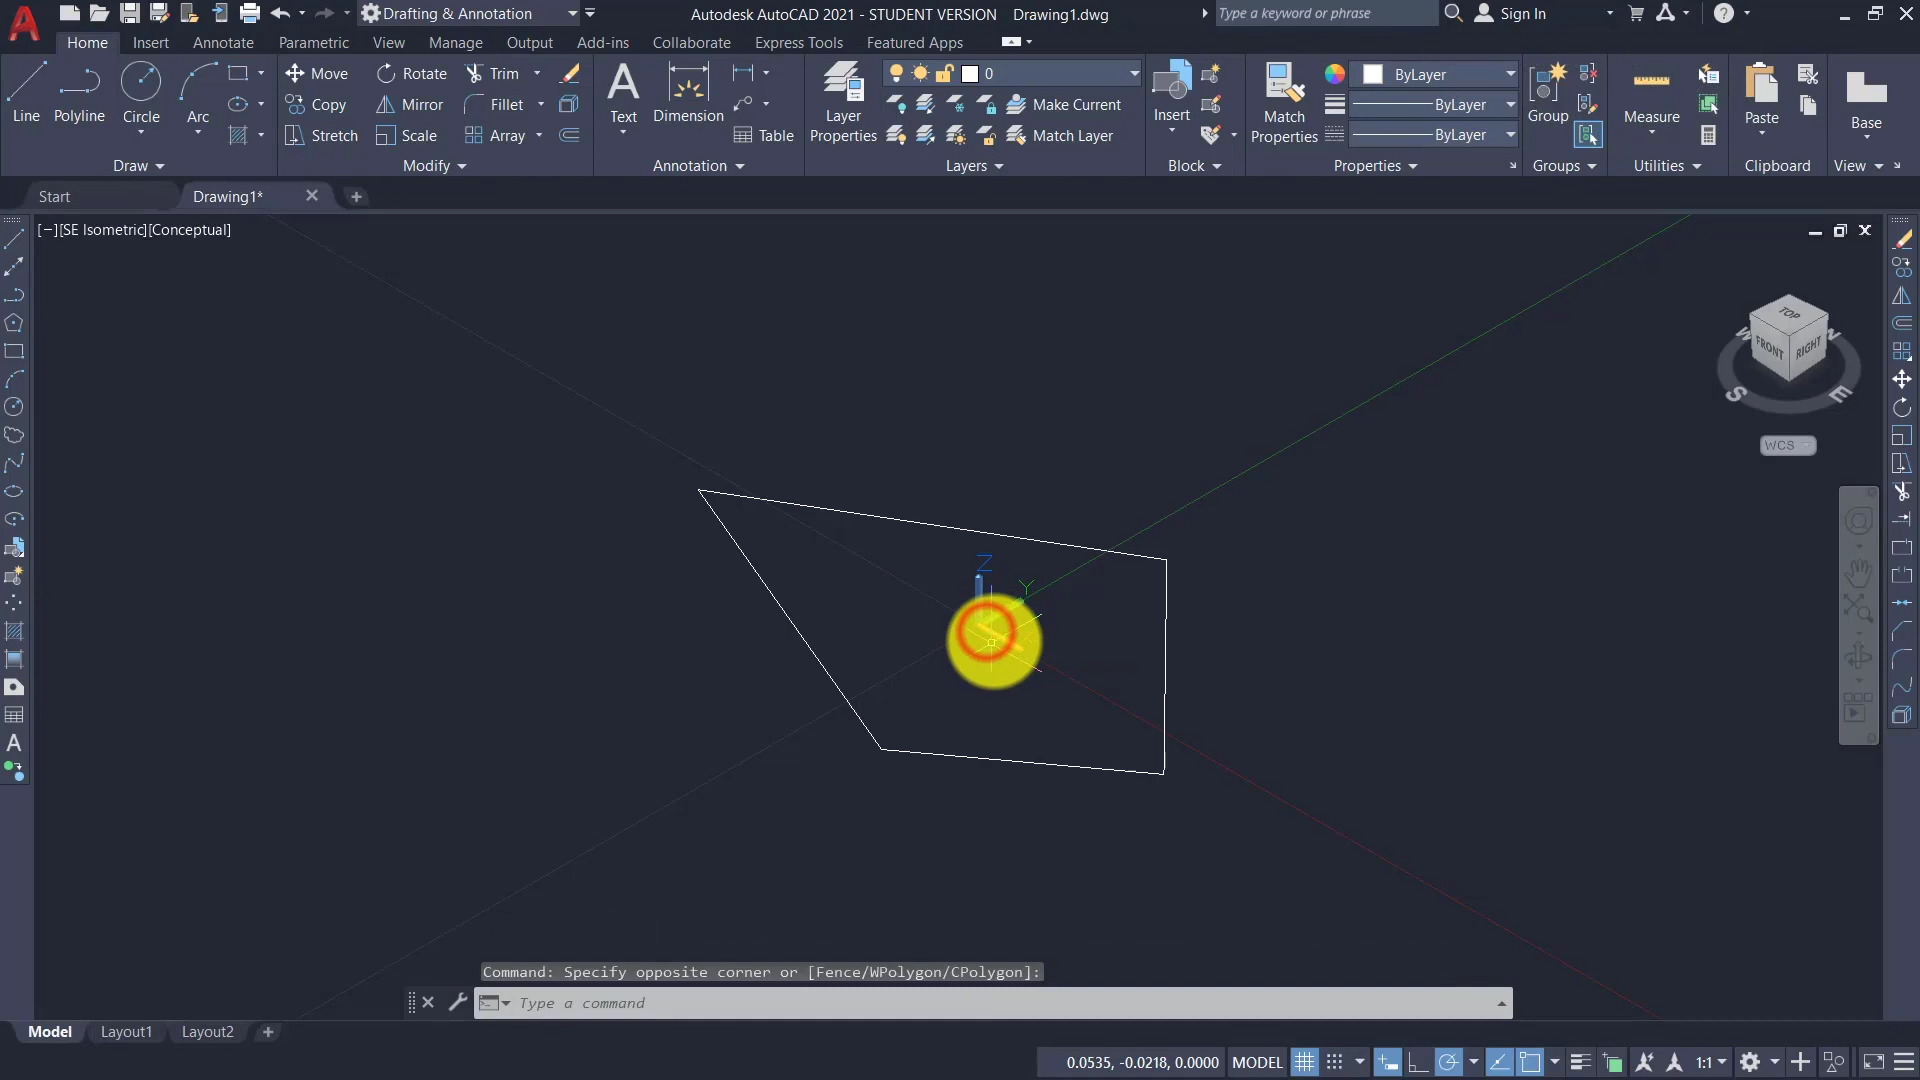 Drafting & Annotation
Autodesk AutoCAD 2021 - STUDENT VERSION Drawing1.dwg
Type a keyword or phrase
Sign In
Home Insert Annotate Parametric View Manage Output Add-ins Collaborate Express Tools Featured Apps
Line Polyline Circle Arc
Move Rotate Trim
Copy Mirror Fillet
Stretch Scale Array
Text Dimension Table
Layer Properties
0
Make Current
Match Layer
Insert
Match Properties
ByLayer
ByLayer
ByLayer
Group
Measure
Paste
Base
Draw Modify Annotation Layers Block Properties Groups Utilities Clipboard View
Start Drawing1*
[−][SE Isometric][Conceptual]
TOP
FRONT RIGHT
W N
S E
WCS
Z
Y
Command: Specify opposite corner or [Fence/WPolygon/CPolygon]:
Type a command
Model Layout1 Layout2
0.0535, -0.0218, 0.0000 MODEL 1:1